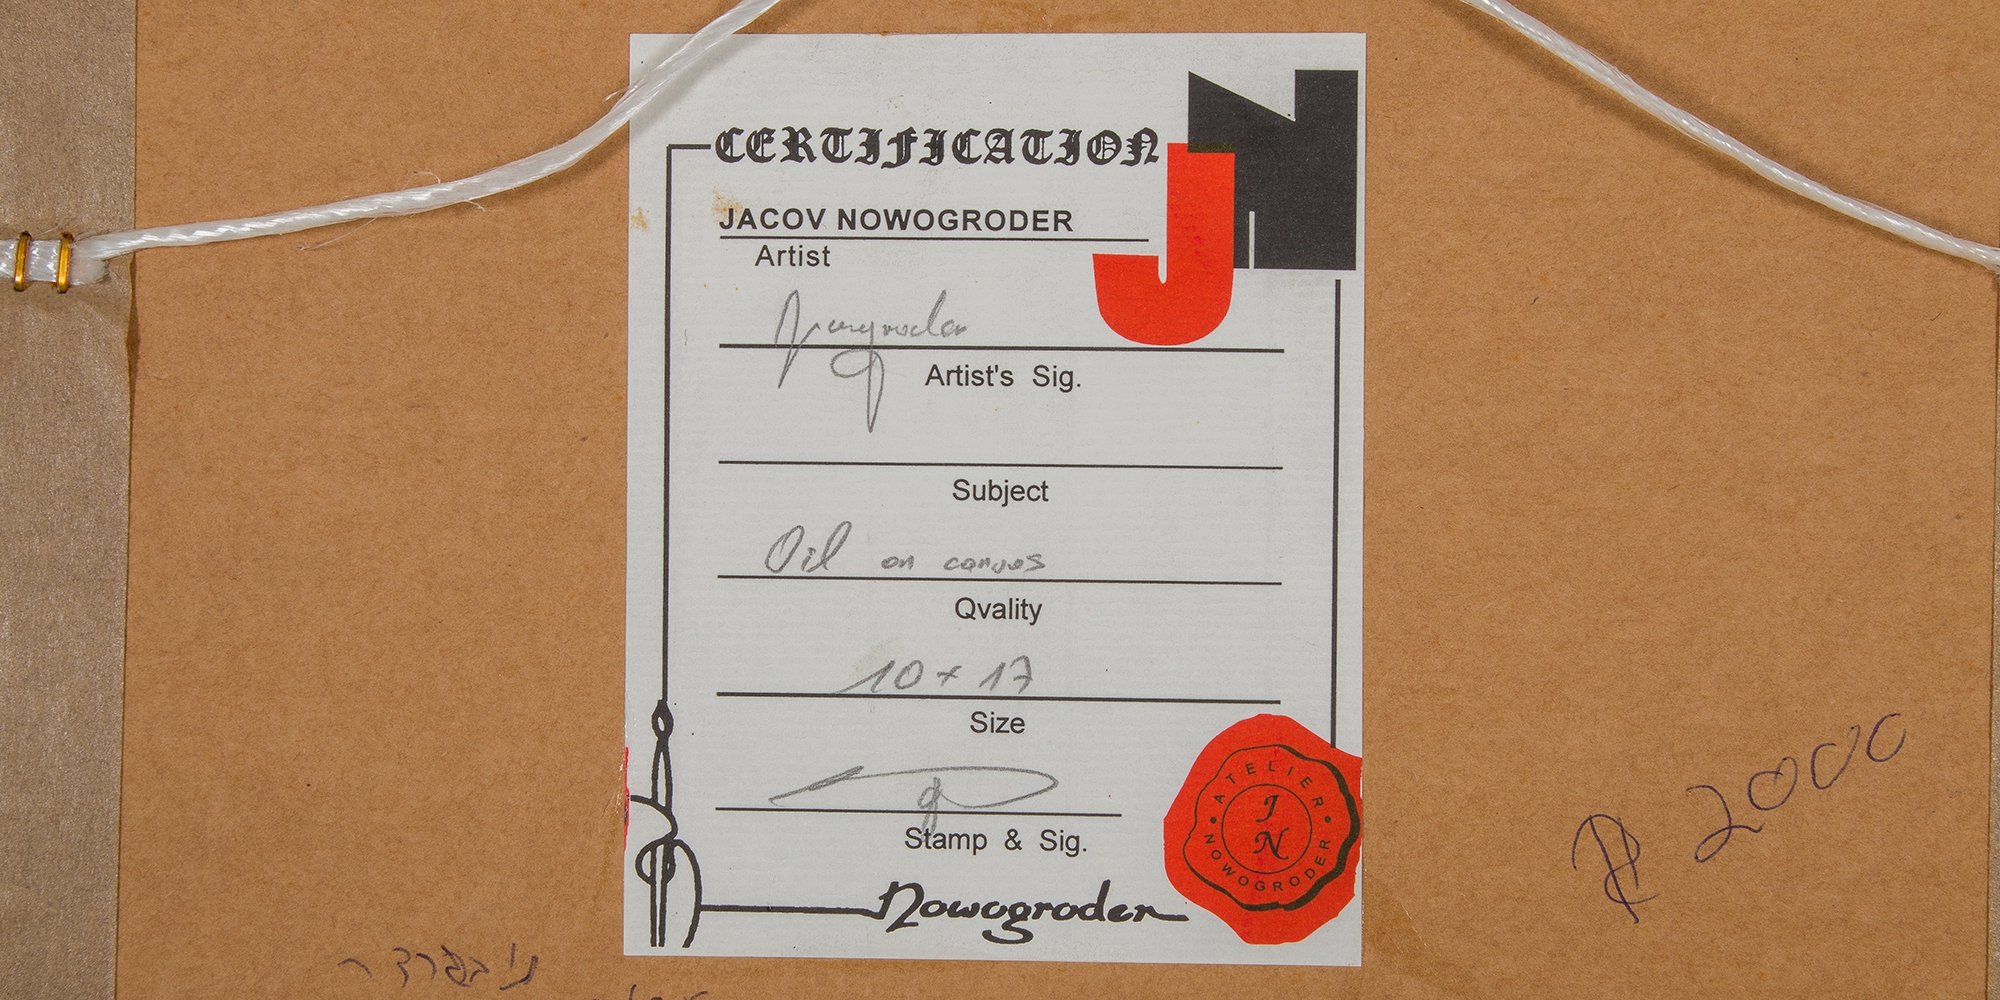 CERTIFICATION
JN
JACOV NOWOGRODER
Artist
Nowogroder
Artist's Sig.
Subject
Oil on canvas
Qvality
10 x 17
Size
Stamp & Sig.
ATELIER
JN
NOWOGRODER
Nowogroder
2000